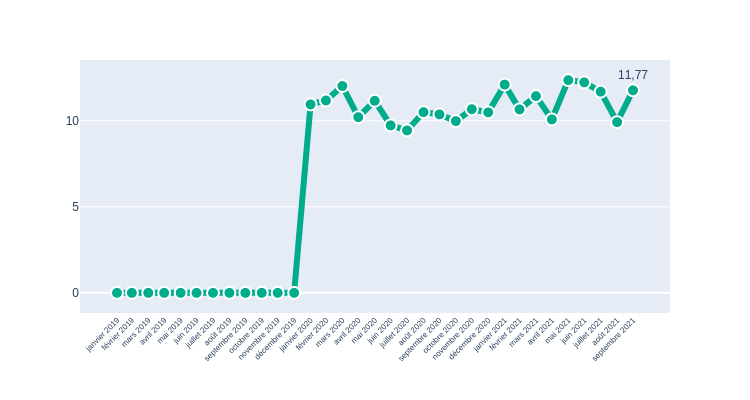 11,77
10
5
0
janvier 2019
février 2019
mars 2019
avril 2019
mai 2019
juin 2019
juillet 2019
août 2019
septembre 2019
octobre 2019
novembre 2019
décembre 2019
janvier 2020
février 2020
mars 2020
avril 2020
mai 2020
juin 2020
juillet 2020
août 2020
septembre 2020
octobre 2020
novembre 2020
décembre 2020
janvier 2021
février 2021
mars 2021
avril 2021
mai 2021
juin 2021
juillet 2021
août 2021
septembre 2021